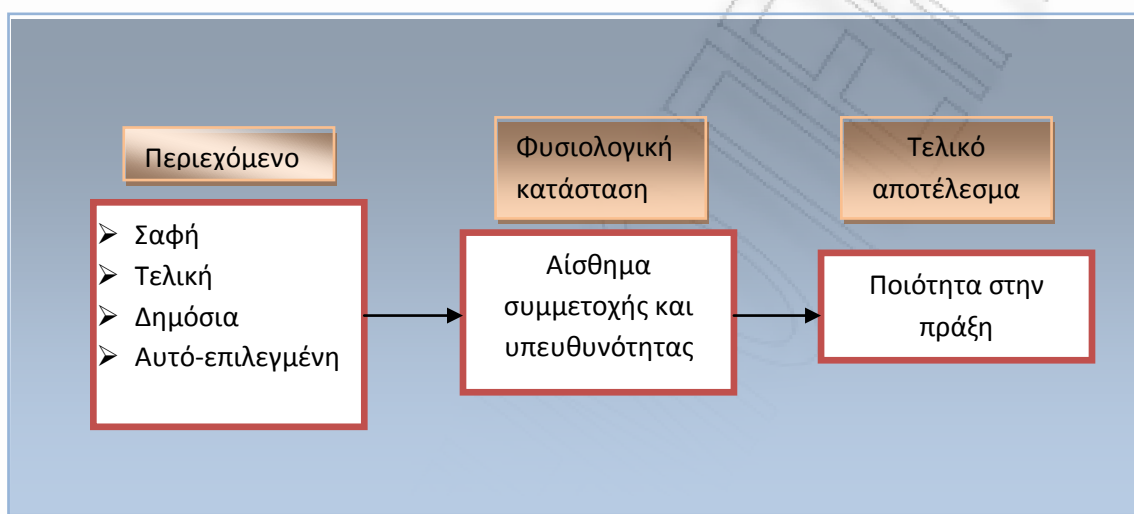 Περιεχόμενο
➢ Σαφή
➢ Τελική
➢ Δημόσια
➢ Αυτό-επιλεγμένη
Φυσιολογική
κατάσταση
Αίσθημα
συμμετοχής και
υπευθυνότητας
Τελικό
αποτέλεσμα
Ποιότητα στην
πράξη